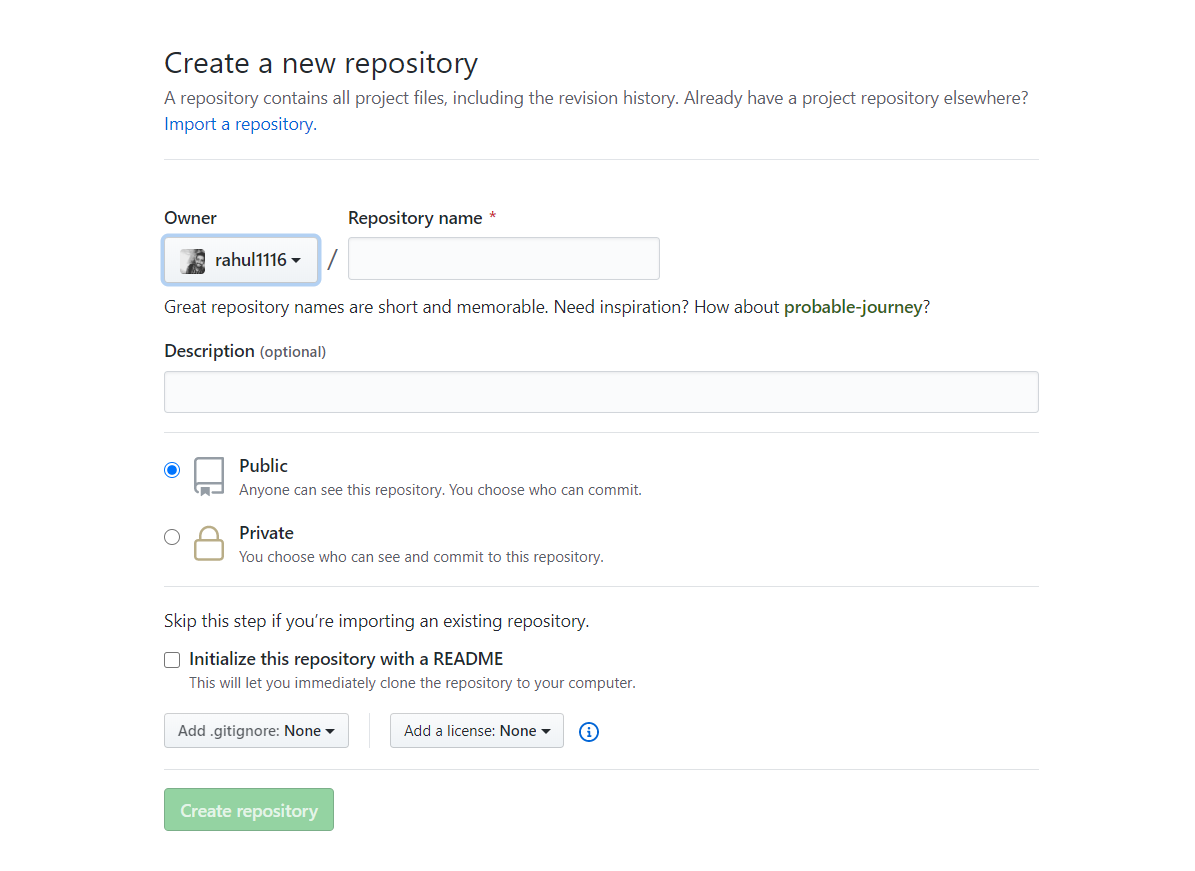 Create a new repository
A repository contains all project files, including the revision history. Already have a project repository elsewhere?
Import a repository.
Owner
Repository name *
rahul1116
/
Great repository names are short and memorable. Need inspiration? How about probable-journey?
Description (optional)
Public
Anyone can see this repository. You choose who can commit.
Private
You choose who can see and commit to this repository.
Skip this step if you’re importing an existing repository.
Initialize this repository with a README
This will let you immediately clone the repository to your computer.
Add .gitignore: None
Add a license: None
Create repository